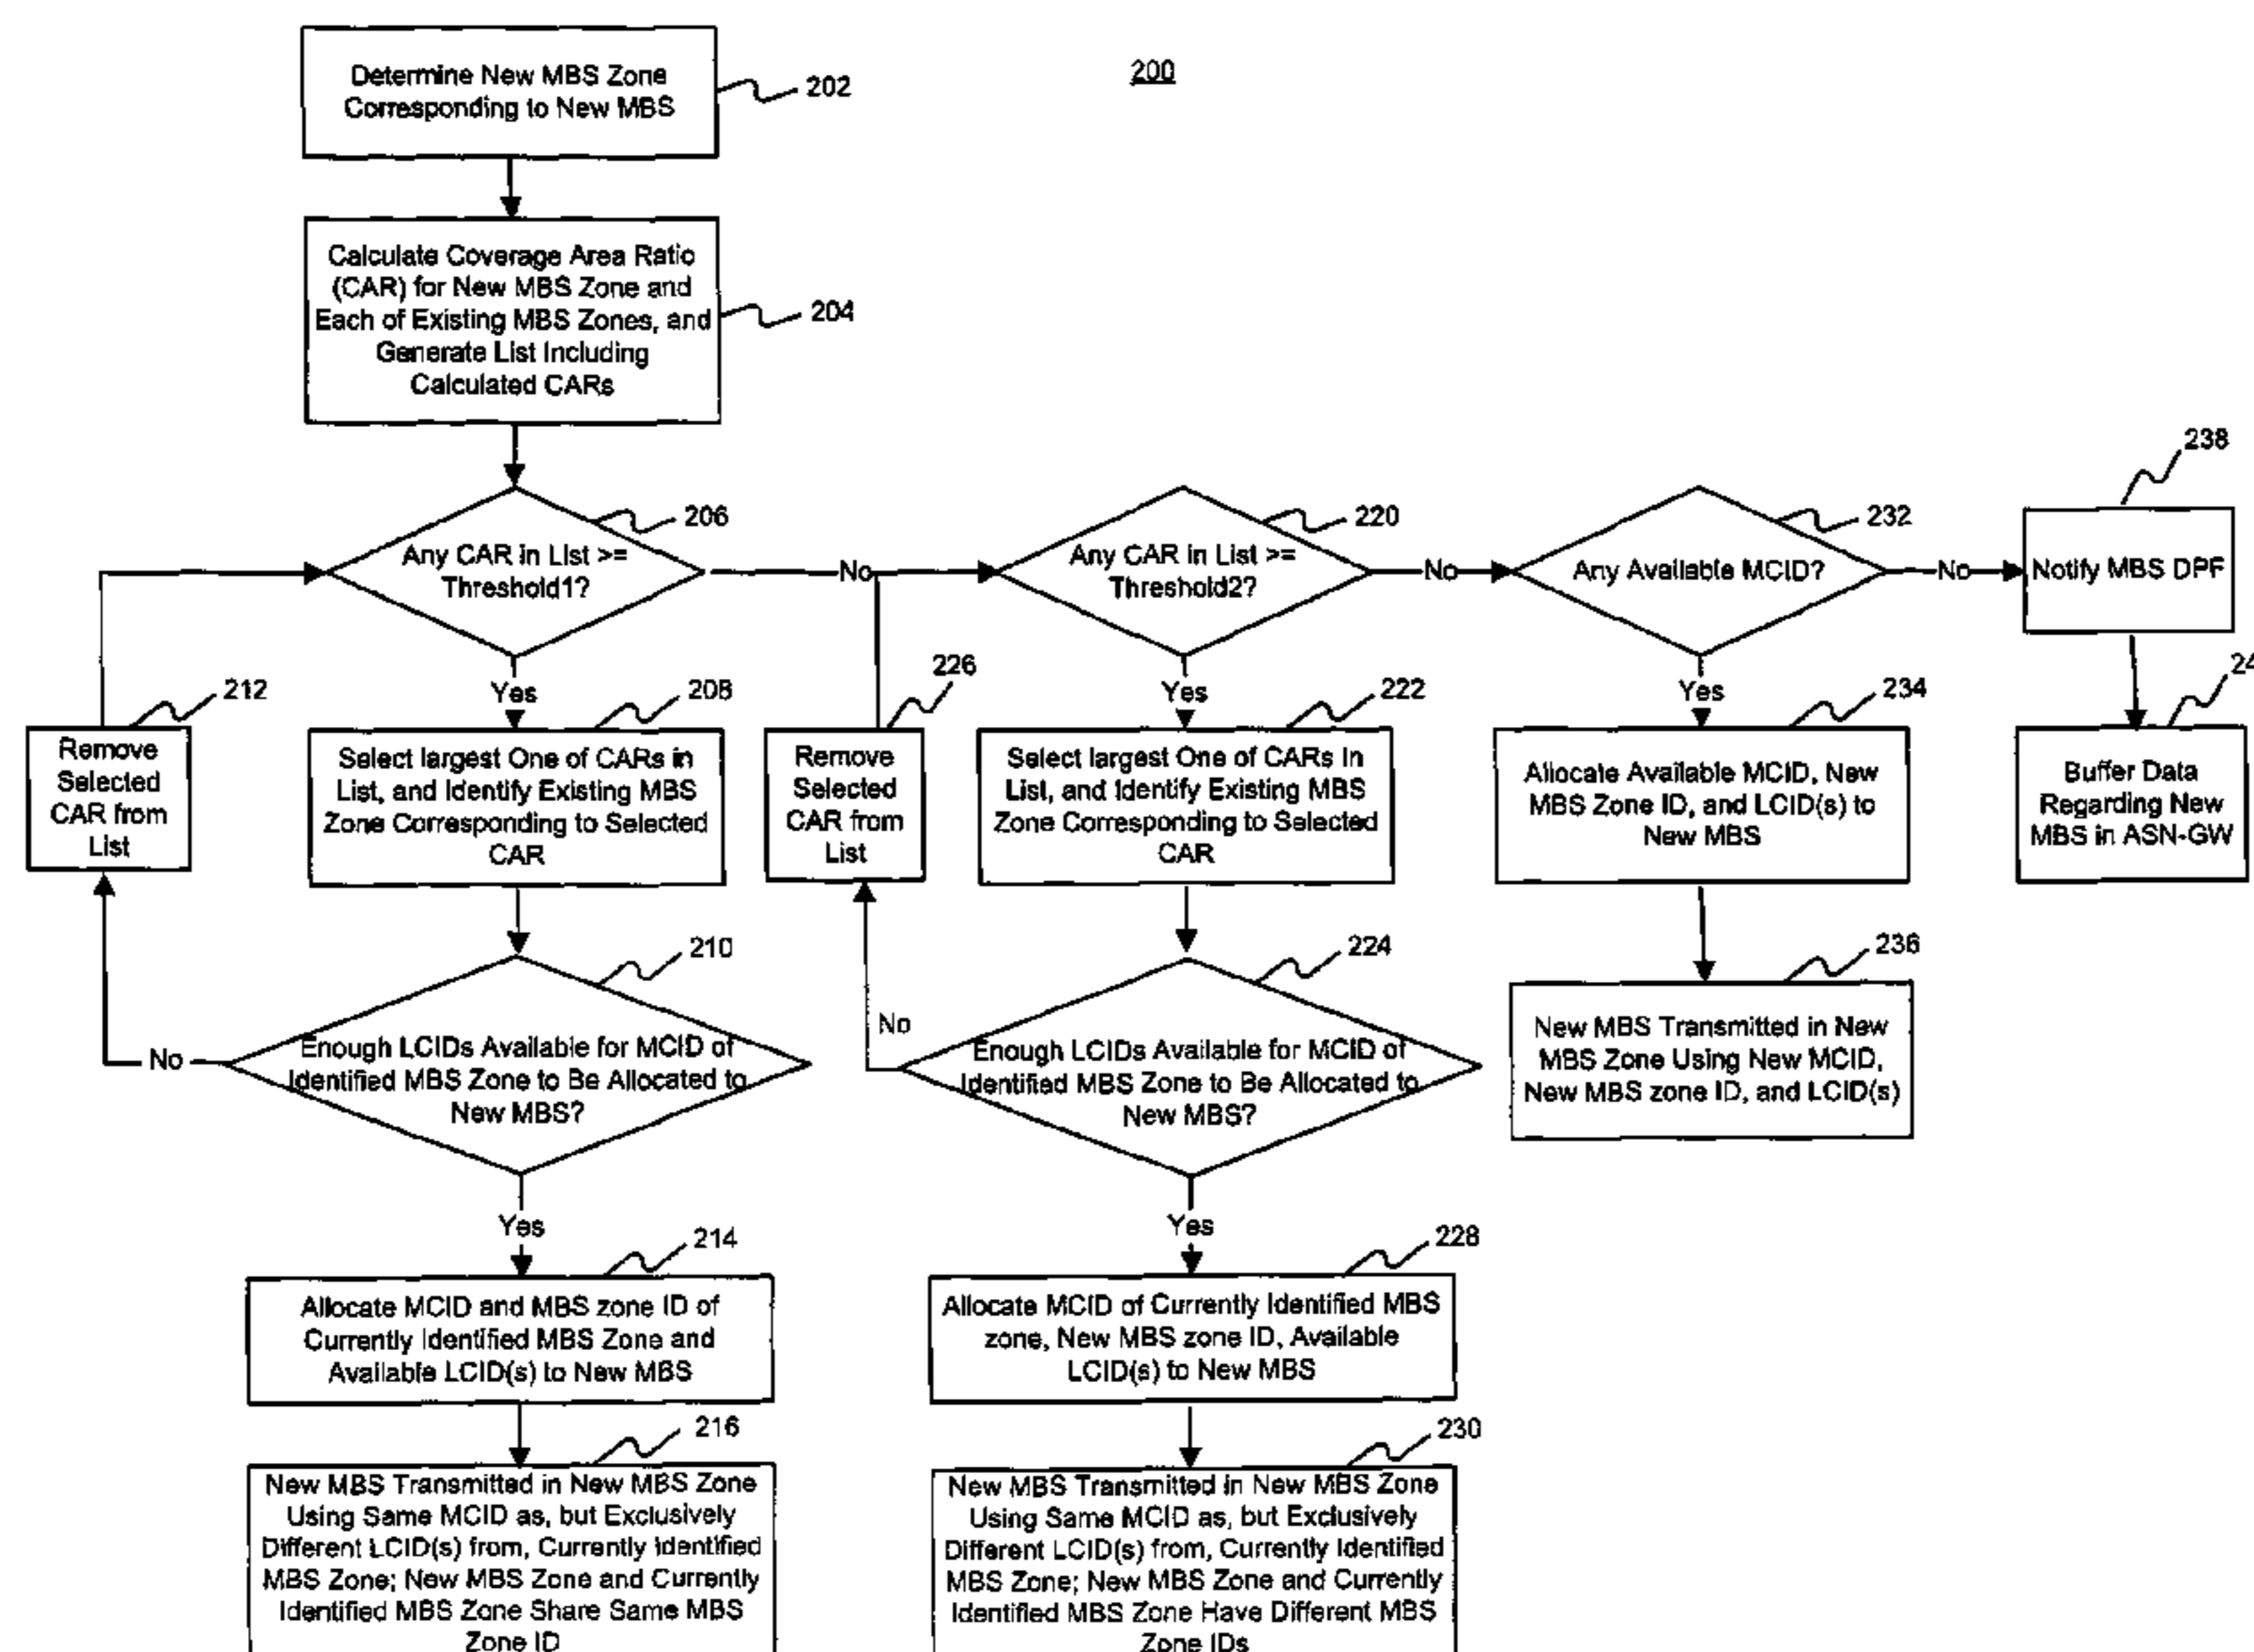 200
Determine New MBS Zone
Corresponding to New MBS
202
Calculate Coverage Area Ratio
(CAR) for New MBS Zone and
Each of Existing MBS Zones, and
Generate List Including
Calculated CARs
204
Any CAR in List >=
Threshold1?
206
No
Yes
Select largest One of CARs in
List, and Identify Existing MBS
Zone Corresponding to Selected
CAR
208
Remove
Selected
CAR from
List
212
Enough LCIDs Available for MCID of
Identified MBS Zone to Be Allocated to
New MBS?
210
No
Yes
Allocate MCID and MBS zone ID of
Currently Identified MBS Zone and
Available LCID(s) to New MBS
214
New MBS Transmitted in New MBS Zone
Using Same MCID as, but Exclusively
Different LCID(s) from, Currently Identified
MBS Zone; New MBS Zone and Currently
Identified MBS Zone Share Same MBS
Zone ID
216
Any CAR in List >=
Threshold2?
220
No
Yes
Select largest One of CARs in
List, and Identify Existing MBS
Zone Corresponding to Selected
CAR
222
Remove
Selected
CAR from
List
226
Enough LCIDs Available for MCID of
Identified MBS Zone to Be Allocated to
New MBS?
224
No
Yes
Allocate MCID of Currently Identified MBS
zone, New MBS zone ID, Available
LCID(s) to New MBS
228
New MBS Transmitted in New MBS Zone
Using Same MCID as, but Exclusively
Different LCID(s) from, Currently Identified
MBS Zone; New MBS Zone and Currently
Identified MBS Zone Have Different MBS
Zone IDs
230
Any Available MCID?
232
No
Yes
Allocate Available MCID, New
MBS Zone ID, and LCID(s) to
New MBS
234
New MBS Transmitted in New
MBS Zone Using New MCID,
New MBS zone ID, and LCID(s)
236
Notify MBS DPF
238
Buffer Data
Regarding New
MBS in ASN-GW